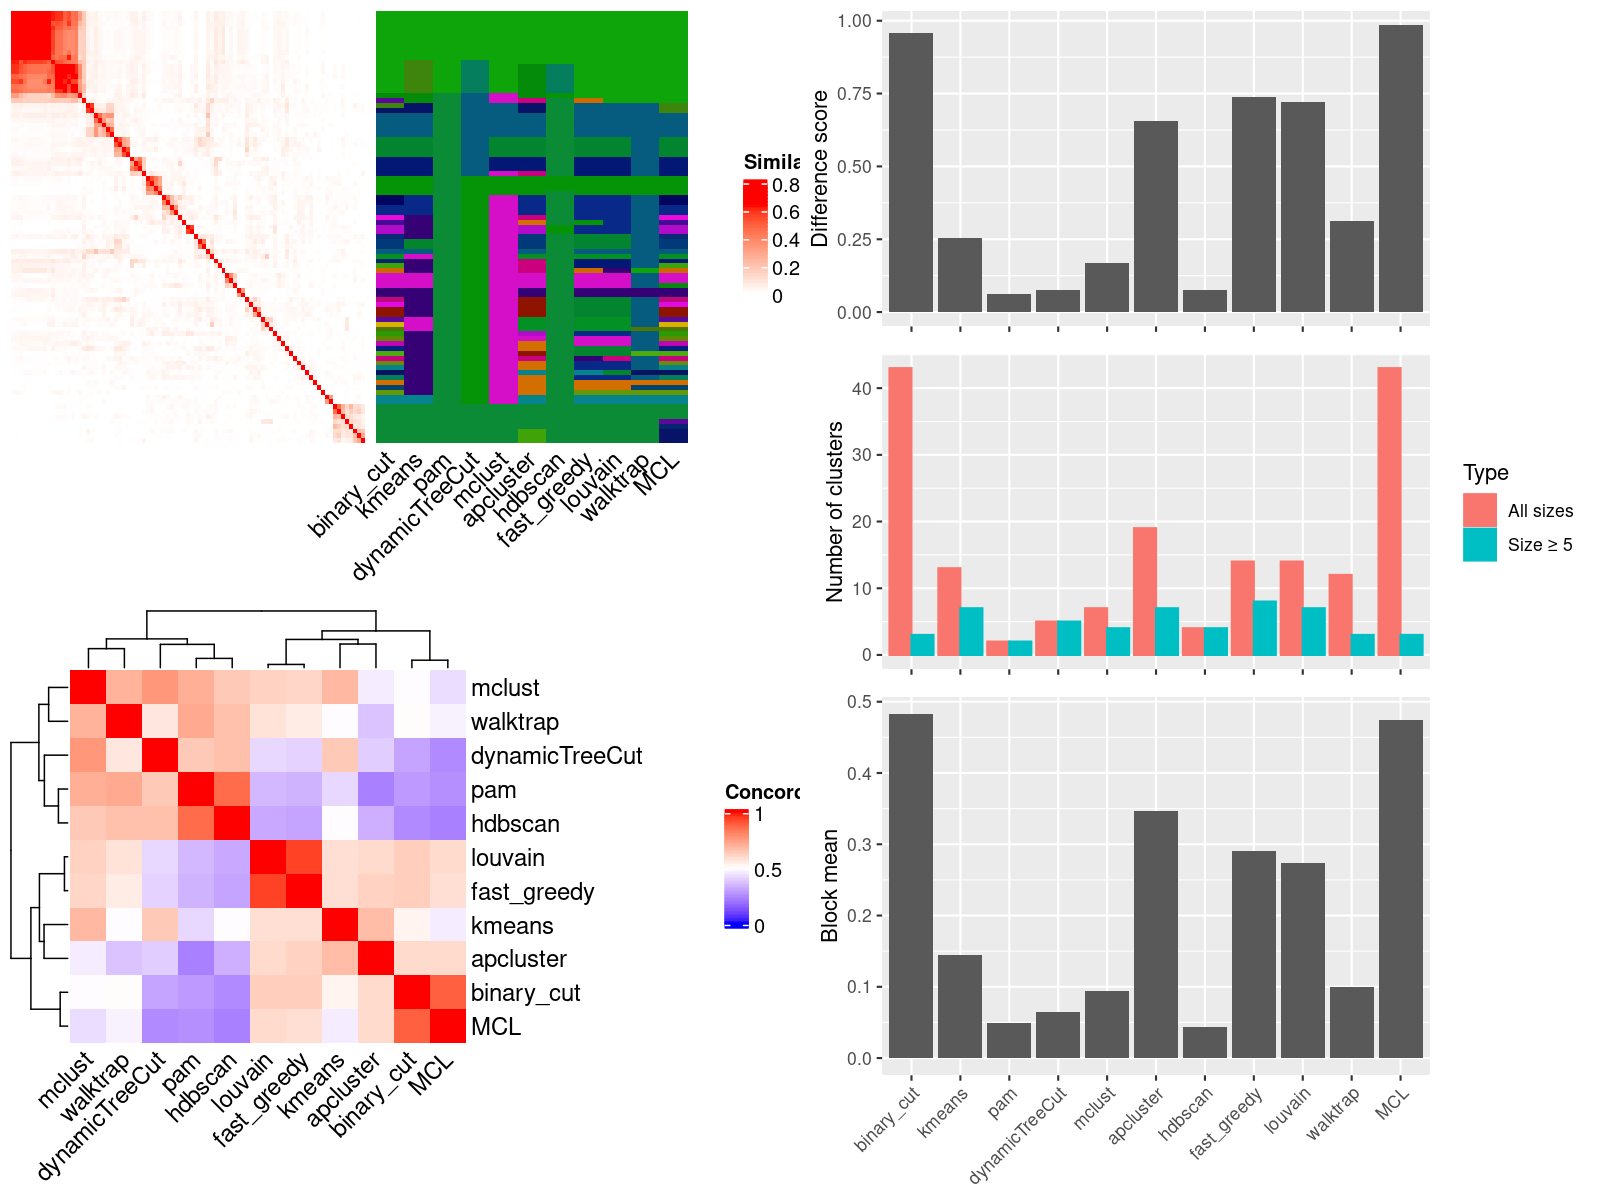 Simila
0.8
0.6
0.4
0.2
0
binary_cut
kmeans
pam
dynamicTreeCut
mclust
apcluster
hdbscan
fast_greedy
louvain
walktrap
MCL
mclust
walktrap
dynamicTreeCut
pam
hdbscan
louvain
fast_greedy
kmeans
apcluster
binary_cut
MCL
mclust
walktrap
dynamicTreeCut
pam
hdbscan
louvain
fast_greedy
kmeans
apcluster
binary_cut
MCL
Concord
1
0.5
0
Difference score
1.00
0.75
0.50
0.25
0.00
Number of clusters
40
30
20
10
0
Type
All sizes
Size ≥ 5
Block mean
0.5
0.4
0.3
0.2
0.1
0.0
binary_cut
kmeans
pam
dynamicTreeCut
mclust
apcluster
hdbscan
fast_greedy
louvain
walktrap
MCL